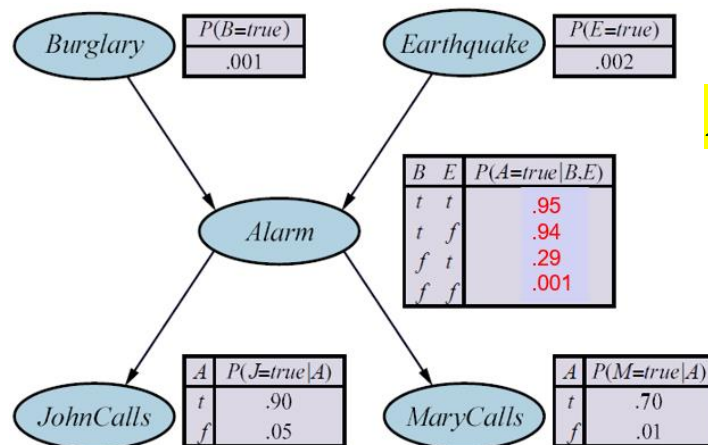 Burglary
P(B=true)
.001
Earthquake
P(E=true)
.002
B E P(A=true|B,E)
t t .95
t f .94
f t .29
f f .001
Alarm
A P(J=true|A)
t .90
f .05
JohnCalls
A P(M=true|A)
t .70
f .01
MaryCalls